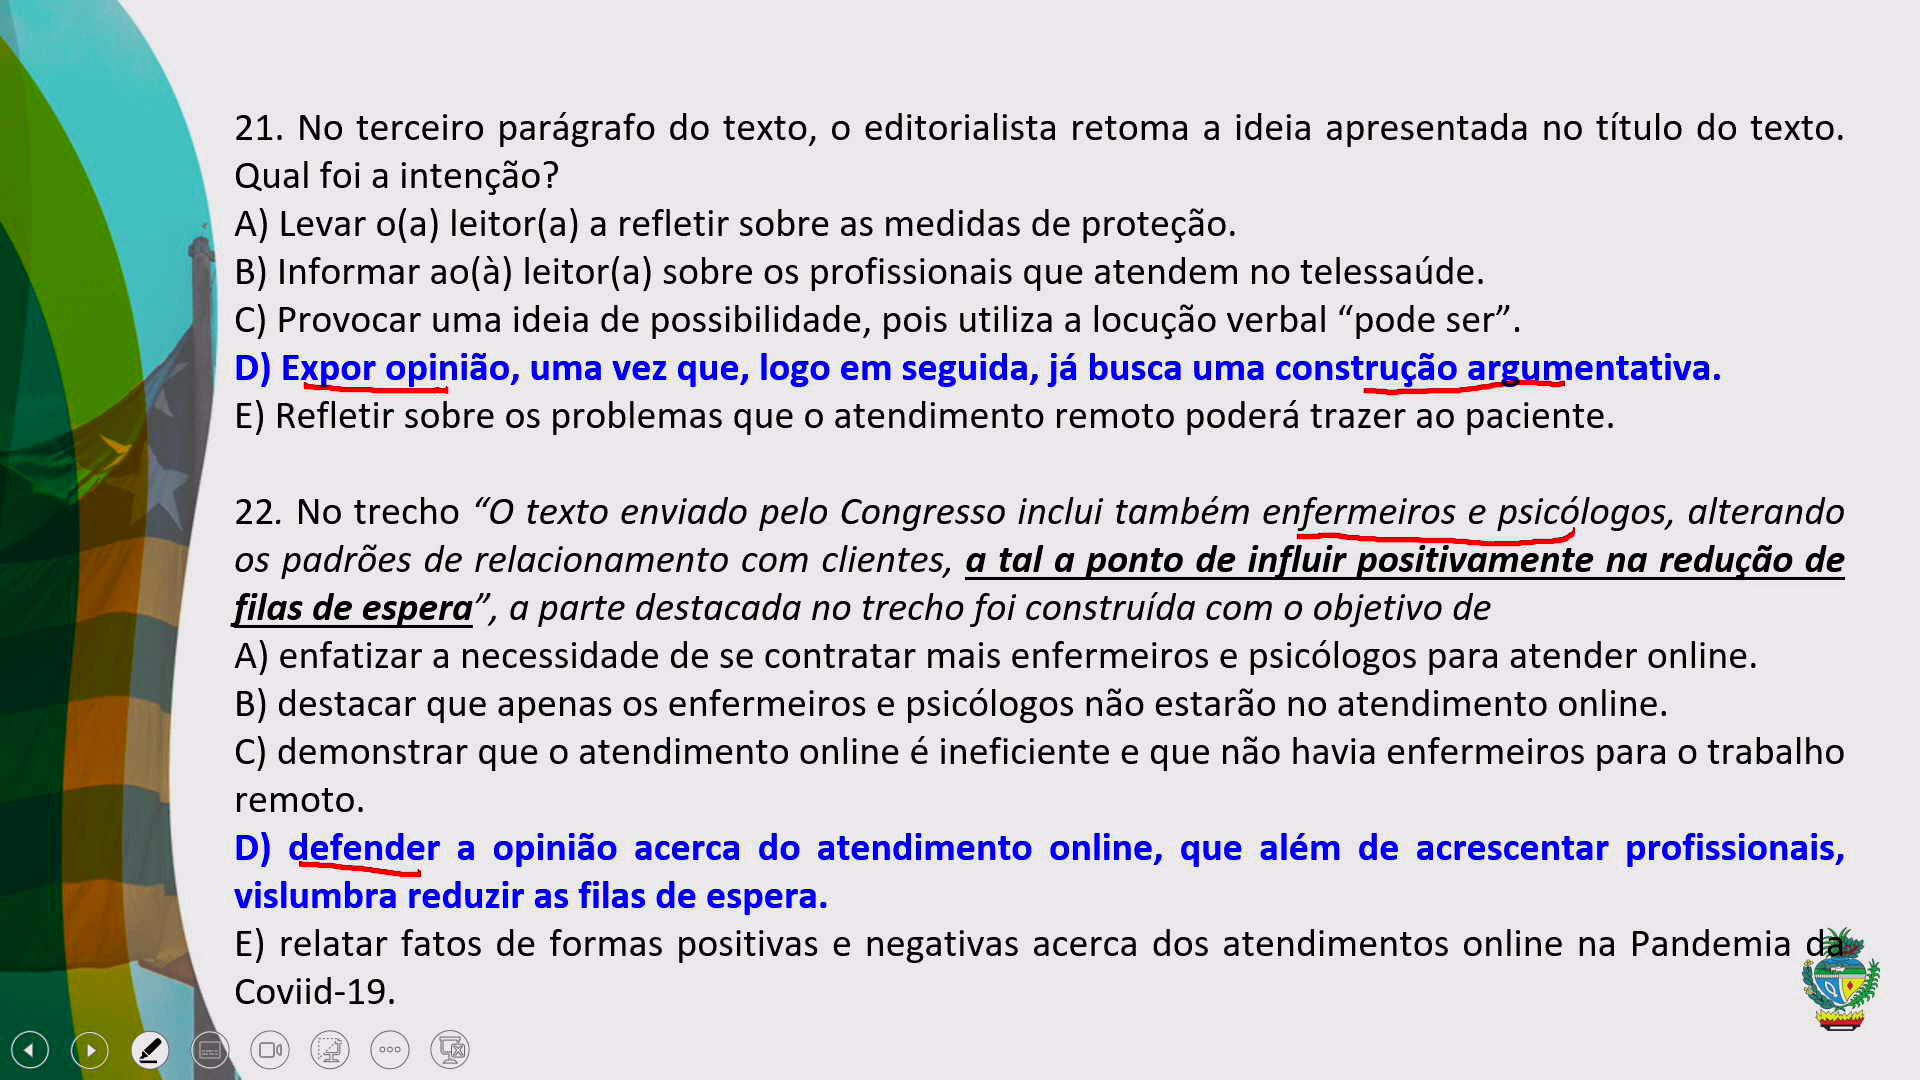 21. No terceiro parágrafo do texto, o editorialista retoma a ideia apresentada no título do texto.
Qual foi a intenção?
A) Levar o(a) leitor(a) a refletir sobre as medidas de proteção.
B) Informar ao(à) leitor(a) sobre os profissionais que atendem no telessaúde.
C) Provocar uma ideia de possibilidade, pois utiliza a locução verbal “pode ser”.
D) Expor opinião, uma vez que, logo em seguida, já busca uma construção argumentativa.
E) Refletir sobre os problemas que o atendimento remoto poderá trazer ao paciente.
22. No trecho “O texto enviado pelo Congresso inclui também enfermeiros e psicólogos, alterando
os padrões de relacionamento com clientes, a tal a ponto de influir positivamente na redução de
filas de espera”, a parte destacada no trecho foi construída com o objetivo de
A) enfatizar a necessidade de se contratar mais enfermeiros e psicólogos para atender online.
B) destacar que apenas os enfermeiros e psicólogos não estarão no atendimento online.
C) demonstrar que o atendimento online é ineficiente e que não havia enfermeiros para o trabalho
remoto.
D) defender a opinião acerca do atendimento online, que além de acrescentar profissionais,
vislumbra reduzir as filas de espera.
E) relatar fatos de formas positivas e negativas acerca dos atendimentos online na Pandemia da
Coviid-19.